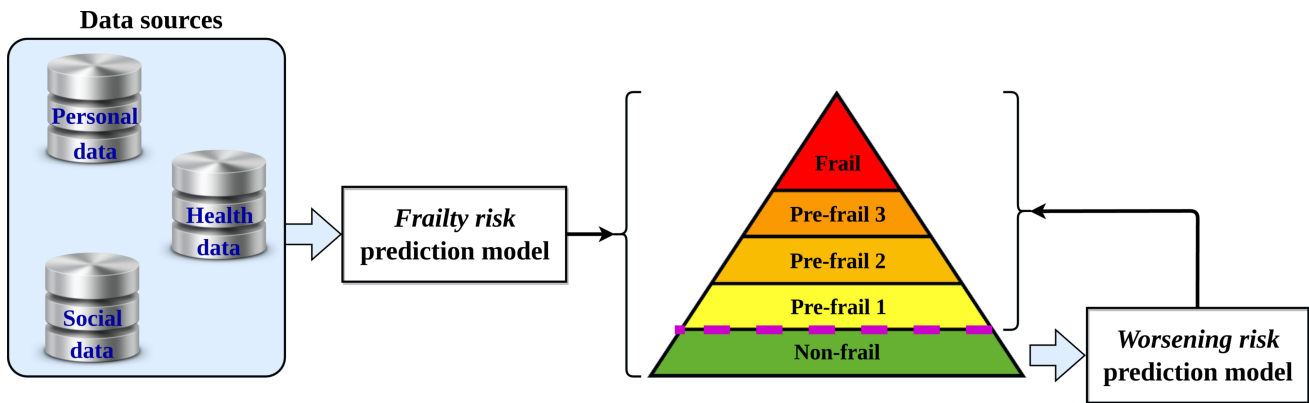 Data sources
Personal
data
Health
data
Social
data
Frailty risk
prediction model
Frail
Pre-frail 3
Pre-frail 2
Pre-frail 1
Non-frail
Worsening risk
prediction model